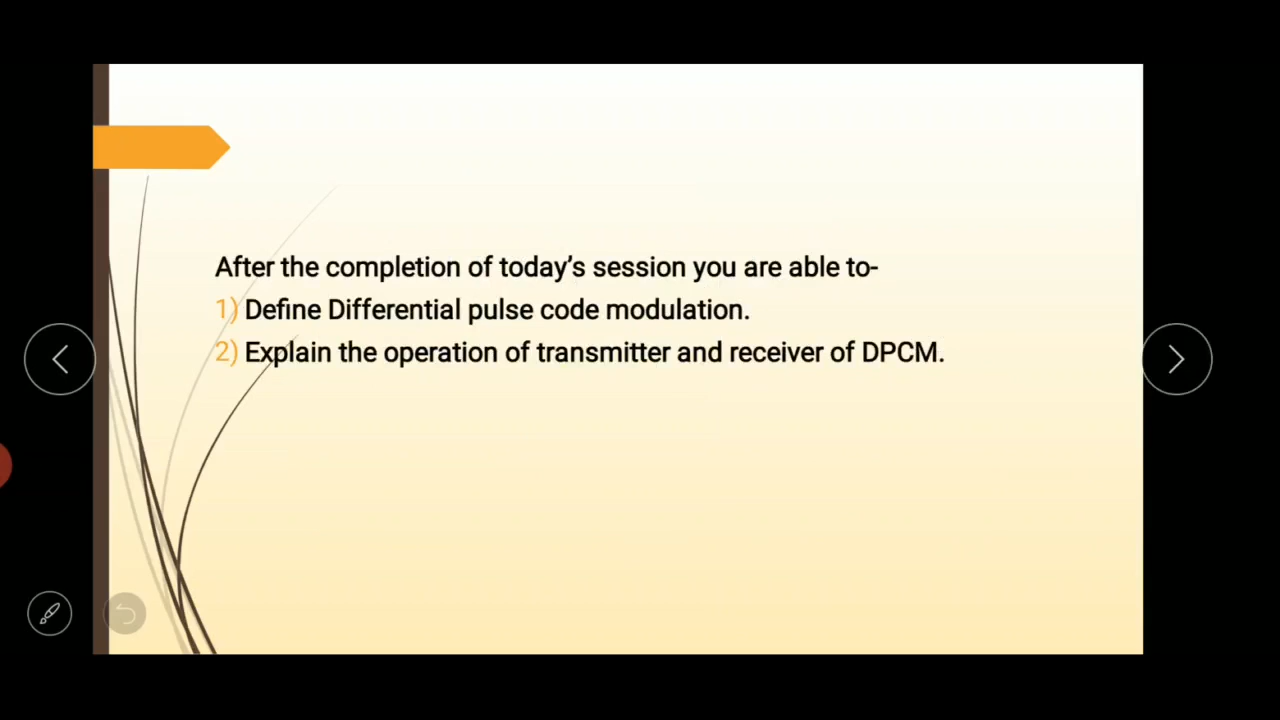 After the completion of today’s session you are able to-
1) Define Differential pulse code modulation.
2) Explain the operation of transmitter and receiver of DPCM.